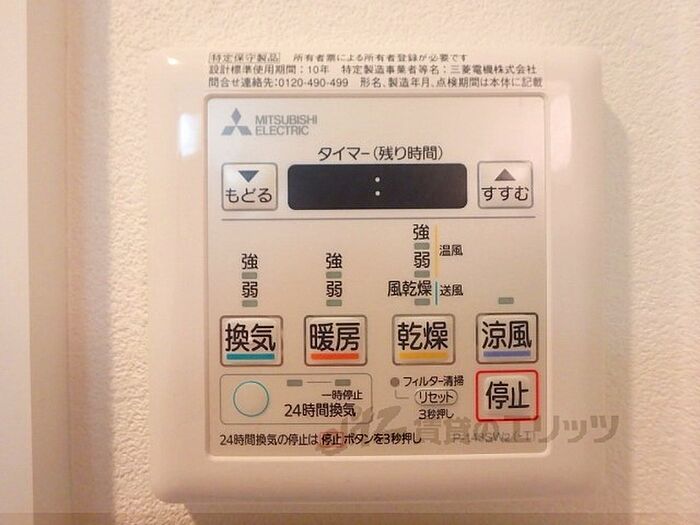 特定保守製品 所有者票による所有者登録が必要です
設計標準使用期間:10年 特定製造事業者等名:三菱電機株式会社
問合せ連絡先:0120-490-499 形名、製造年月、点検期間は本体に記載
MITSUBISHI
ELECTRIC
タイマー(残り時間)
もどる : すすむ
強
強 強 弱 温風
弱 弱 風乾燥 送風
換気 暖房 乾燥 涼風
フィルター清掃
一時停止 リセット 停止
24時間換気 3秒押し
24時間換気の停止は 停止 ボタンを3秒押し
賃貸のエリッツ